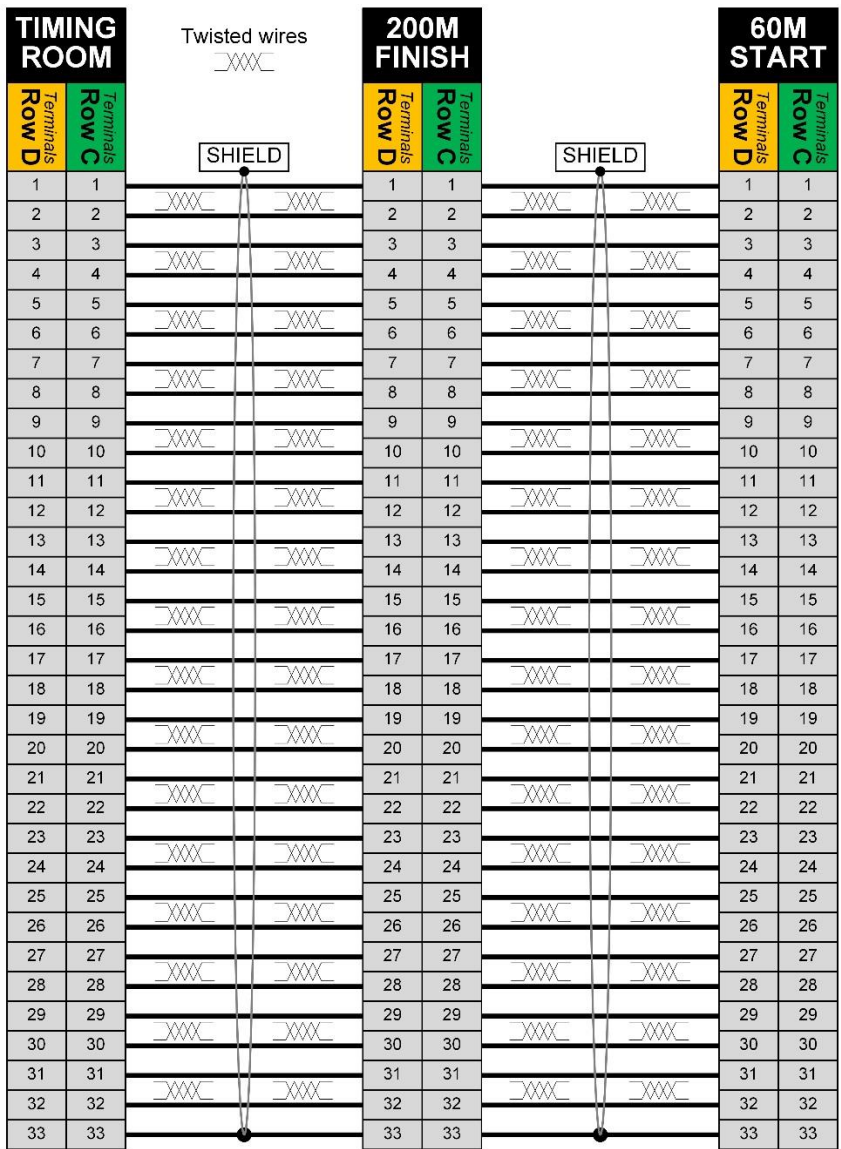 TIMING
ROOM
Twisted wires
200M
FINISH
60M
START
Terminals
Row D
Terminals
Row C
SHIELD
Terminals
Row D
Terminals
Row C
SHIELD
Terminals
Row D
Terminals
Row C
1 1 1 1 1 1
2 2 2 2 2 2
3 3 3 3 3 3
4 4 4 4 4 4
5 5 5 5 5 5
6 6 6 6 6 6
7 7 7 7 7 7
8 8 8 8 8 8
9 9 9 9 9 9
10 10 10 10 10 10
11 11 11 11 11 11
12 12 12 12 12 12
13 13 13 13 13 13
14 14 14 14 14 14
15 15 15 15 15 15
16 16 16 16 16 16
17 17 17 17 17 17
18 18 18 18 18 18
19 19 19 19 19 19
20 20 20 20 20 20
21 21 21 21 21 21
22 22 22 22 22 22
23 23 23 23 23 23
24 24 24 24 24 24
25 25 25 25 25 25
26 26 26 26 26 26
27 27 27 27 27 27
28 28 28 28 28 28
29 29 29 29 29 29
30 30 30 30 30 30
31 31 31 31 31 31
32 32 32 32 32 32
33 33 33 33 33 33